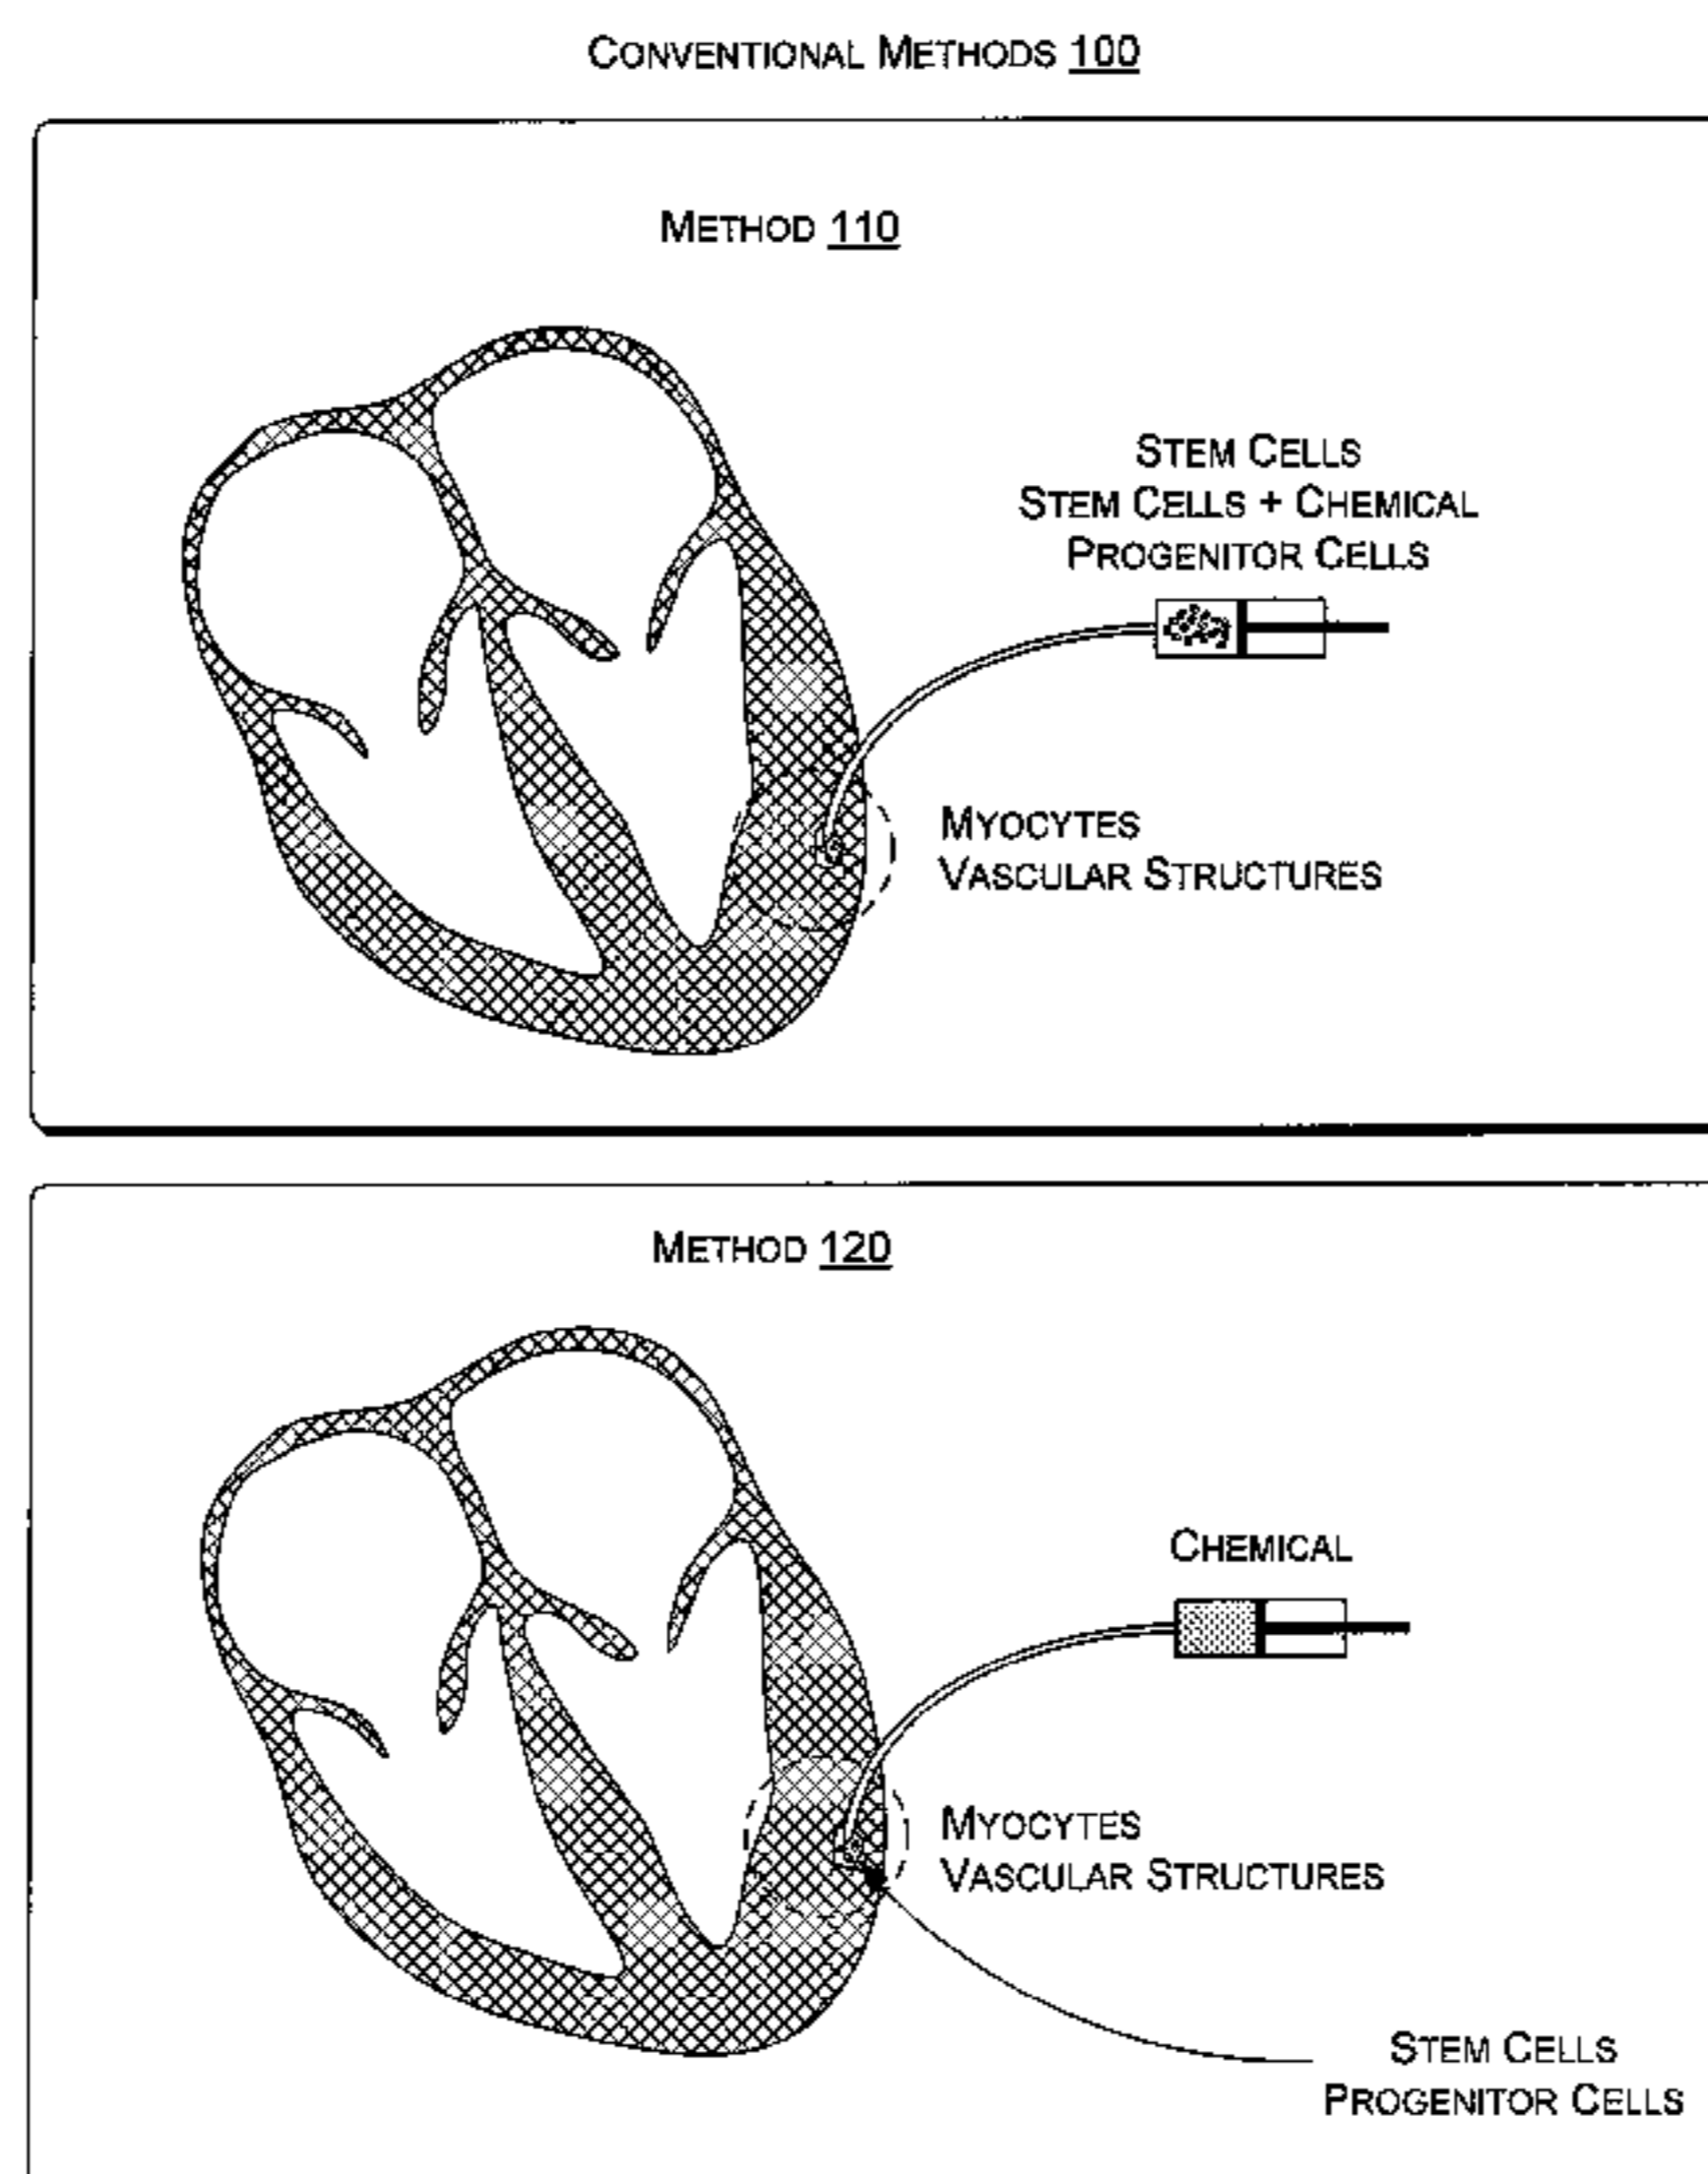 CONVENTIONAL METHODS 100
METHOD 110
STEM CELLS
STEM CELLS + CHEMICAL
PROGENITOR CELLS
MYOCYTES
VASCULAR STRUCTURES
METHOD 120
CHEMICAL
MYOCYTES
VASCULAR STRUCTURES
STEM CELLS
PROGENITOR CELLS